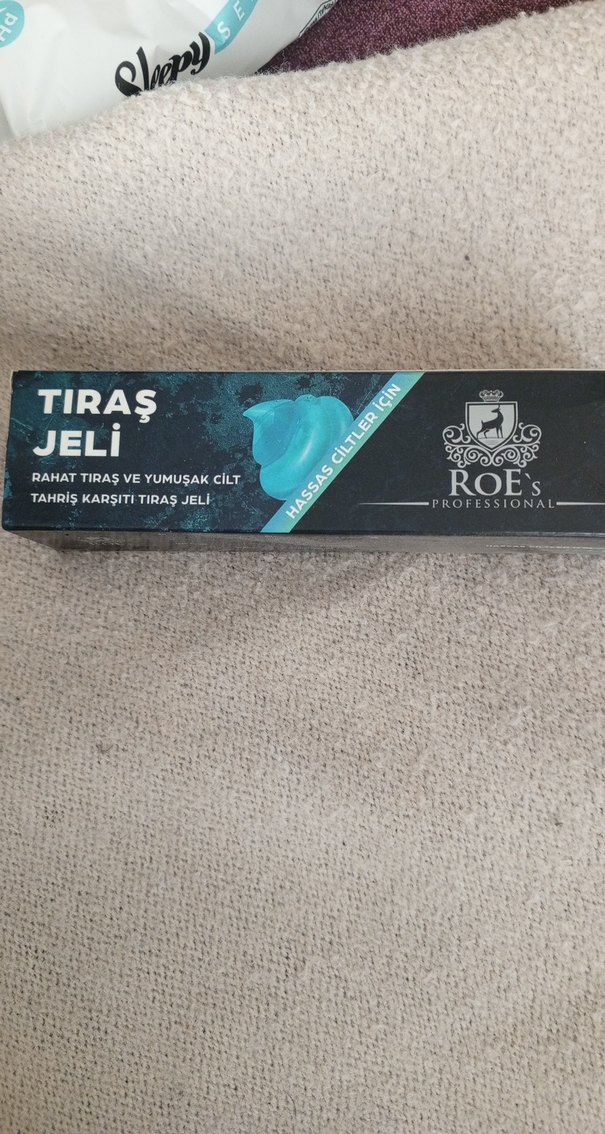 Sleepy
TIRAŞ
JELİ
RAHAT TIRAŞ VE YUMUŞAK CİLT
TAHRİŞ KARŞITI TIRAŞ JELİ
HASSAS CİLTLER İÇİN
RoE`s
PROFESSIONAL